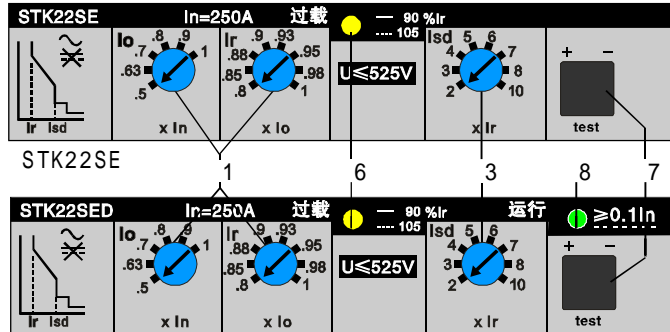 STK22SE In=250A 过载 — 90 %Ir
---- 105
Io .5 .63 .7 .8 .9 1 x In
Ir .8 .85 .88 .9 .93 .95 .98 1 x Io
U≤525V
Isd 2 3 4 5 6 7 8 10 x Ir
+ −
test
Ir Isd
STK22SE
1 6 3 8 7
STK22SED In=250A 过载 — 90 %Ir 运行 ≥0.1In
---- 105
Io .5 .63 .7 .8 .9 1 x In
Ir .8 .85 .88 .9 .93 .95 .98 1 x Io
U≤525V
Isd 2 3 4 5 6 7 8 10 x Ir
+ −
test
Ir Isd